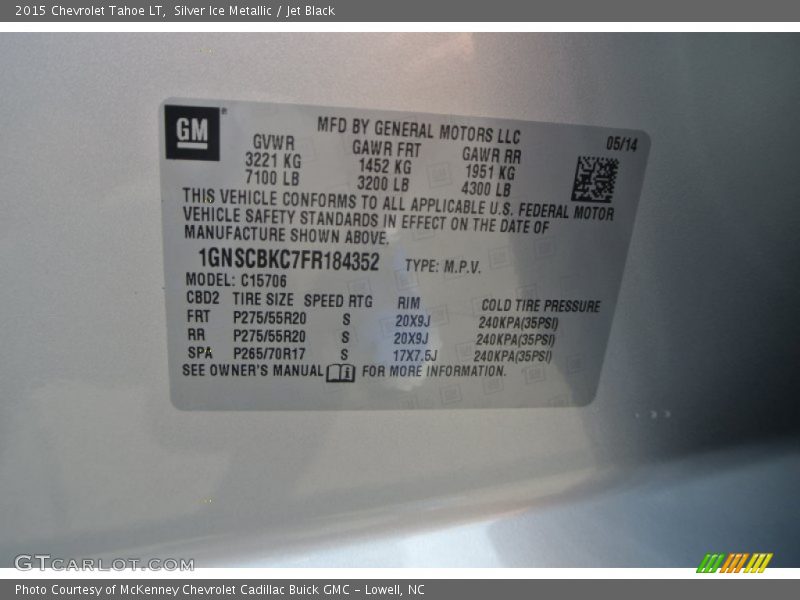 2015 Chevrolet Tahoe LT, Silver Ice Metallic / Jet Black
GM ®
MFD BY GENERAL MOTORS LLC 05/14
GVWR GAWR FRT GAWR RR
3221 KG 1452 KG 1951 KG
7100 LB 3200 LB 4300 LB
THIS VEHICLE CONFORMS TO ALL APPLICABLE U.S. FEDERAL MOTOR
VEHICLE SAFETY STANDARDS IN EFFECT ON THE DATE OF
MANUFACTURE SHOWN ABOVE.
1GNSCBKC7FR184352 TYPE: M.P.V.
MODEL: C15706
CBD2 TIRE SIZE SPEED RTG RIM COLD TIRE PRESSURE
FRT P275/55R20 S 20X9J 240KPA(35PSI)
RR P275/55R20 S 20X9J 240KPA(35PSI)
SPA P265/70R17 S 17X7.5J 240KPA(35PSI)
SEE OWNER'S MANUAL FOR MORE INFORMATION.
GTCARLOT.COM
Photo Courtesy of McKenney Chevrolet Cadillac Buick GMC - Lowell, NC